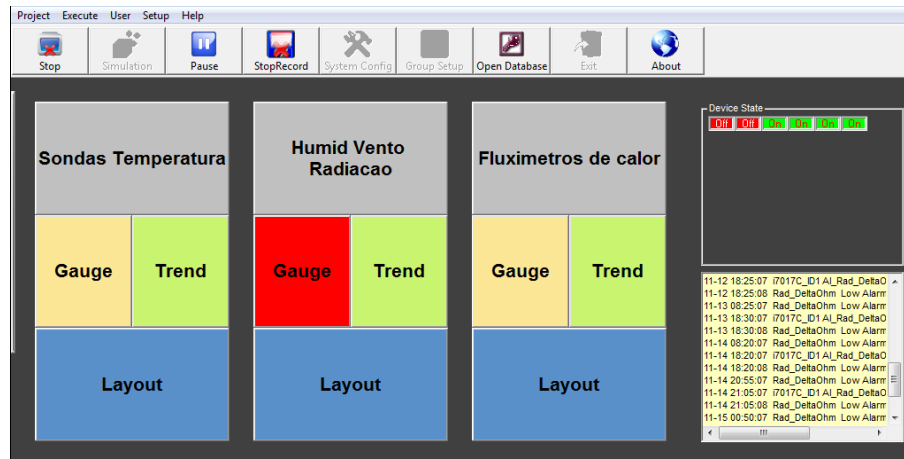 Project Execute User Setup Help
Stop Simulation Pause StopRecord System Config Group Setup Open Database Exit About
Sondas Temperatura
Gauge Trend
Layout
Humid Vento
Radiacao
Gauge Trend
Layout
Fluximetros de calor
Gauge Trend
Layout
Device State
Off Off On On On On
11-12 18:25:07 i7017C_ID1 AI_Rad_DeltaO
11-12 18:25:08 Rad_DeltaOhm Low Alarm
11-13 08:25:07 Rad_DeltaOhm Low Alarm
11-13 18:30:07 i7017C_ID1 AI_Rad_DeltaO
11-13 18:30:08 Rad_DeltaOhm Low Alarm
11-14 08:20:07 Rad_DeltaOhm Low Alarm
11-14 18:20:07 i7017C_ID1 AI_Rad_DeltaO
11-14 18:20:08 Rad_DeltaOhm Low Alarm
11-14 20:55:07 Rad_DeltaOhm Low Alarm
11-14 21:05:07 i7017C_ID1 AI_Rad_DeltaO
11-14 21:05:08 Rad_DeltaOhm Low Alarm
11-15 00:50:07 Rad_DeltaOhm Low Alarm